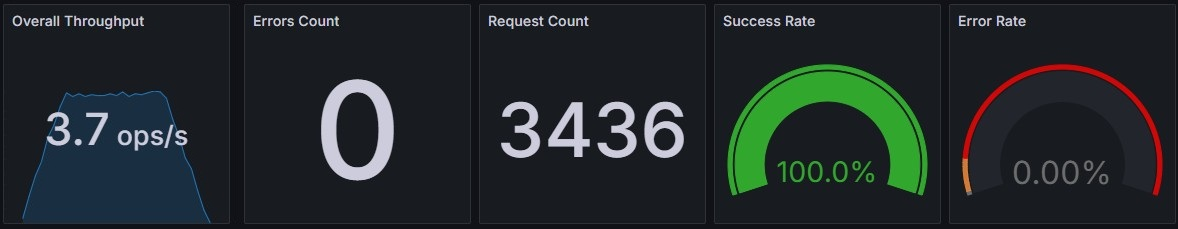 Overall Throughput
3.7 ops/s
Errors Count
0
Request Count
3436
Success Rate
100.0%
Error Rate
0.00%